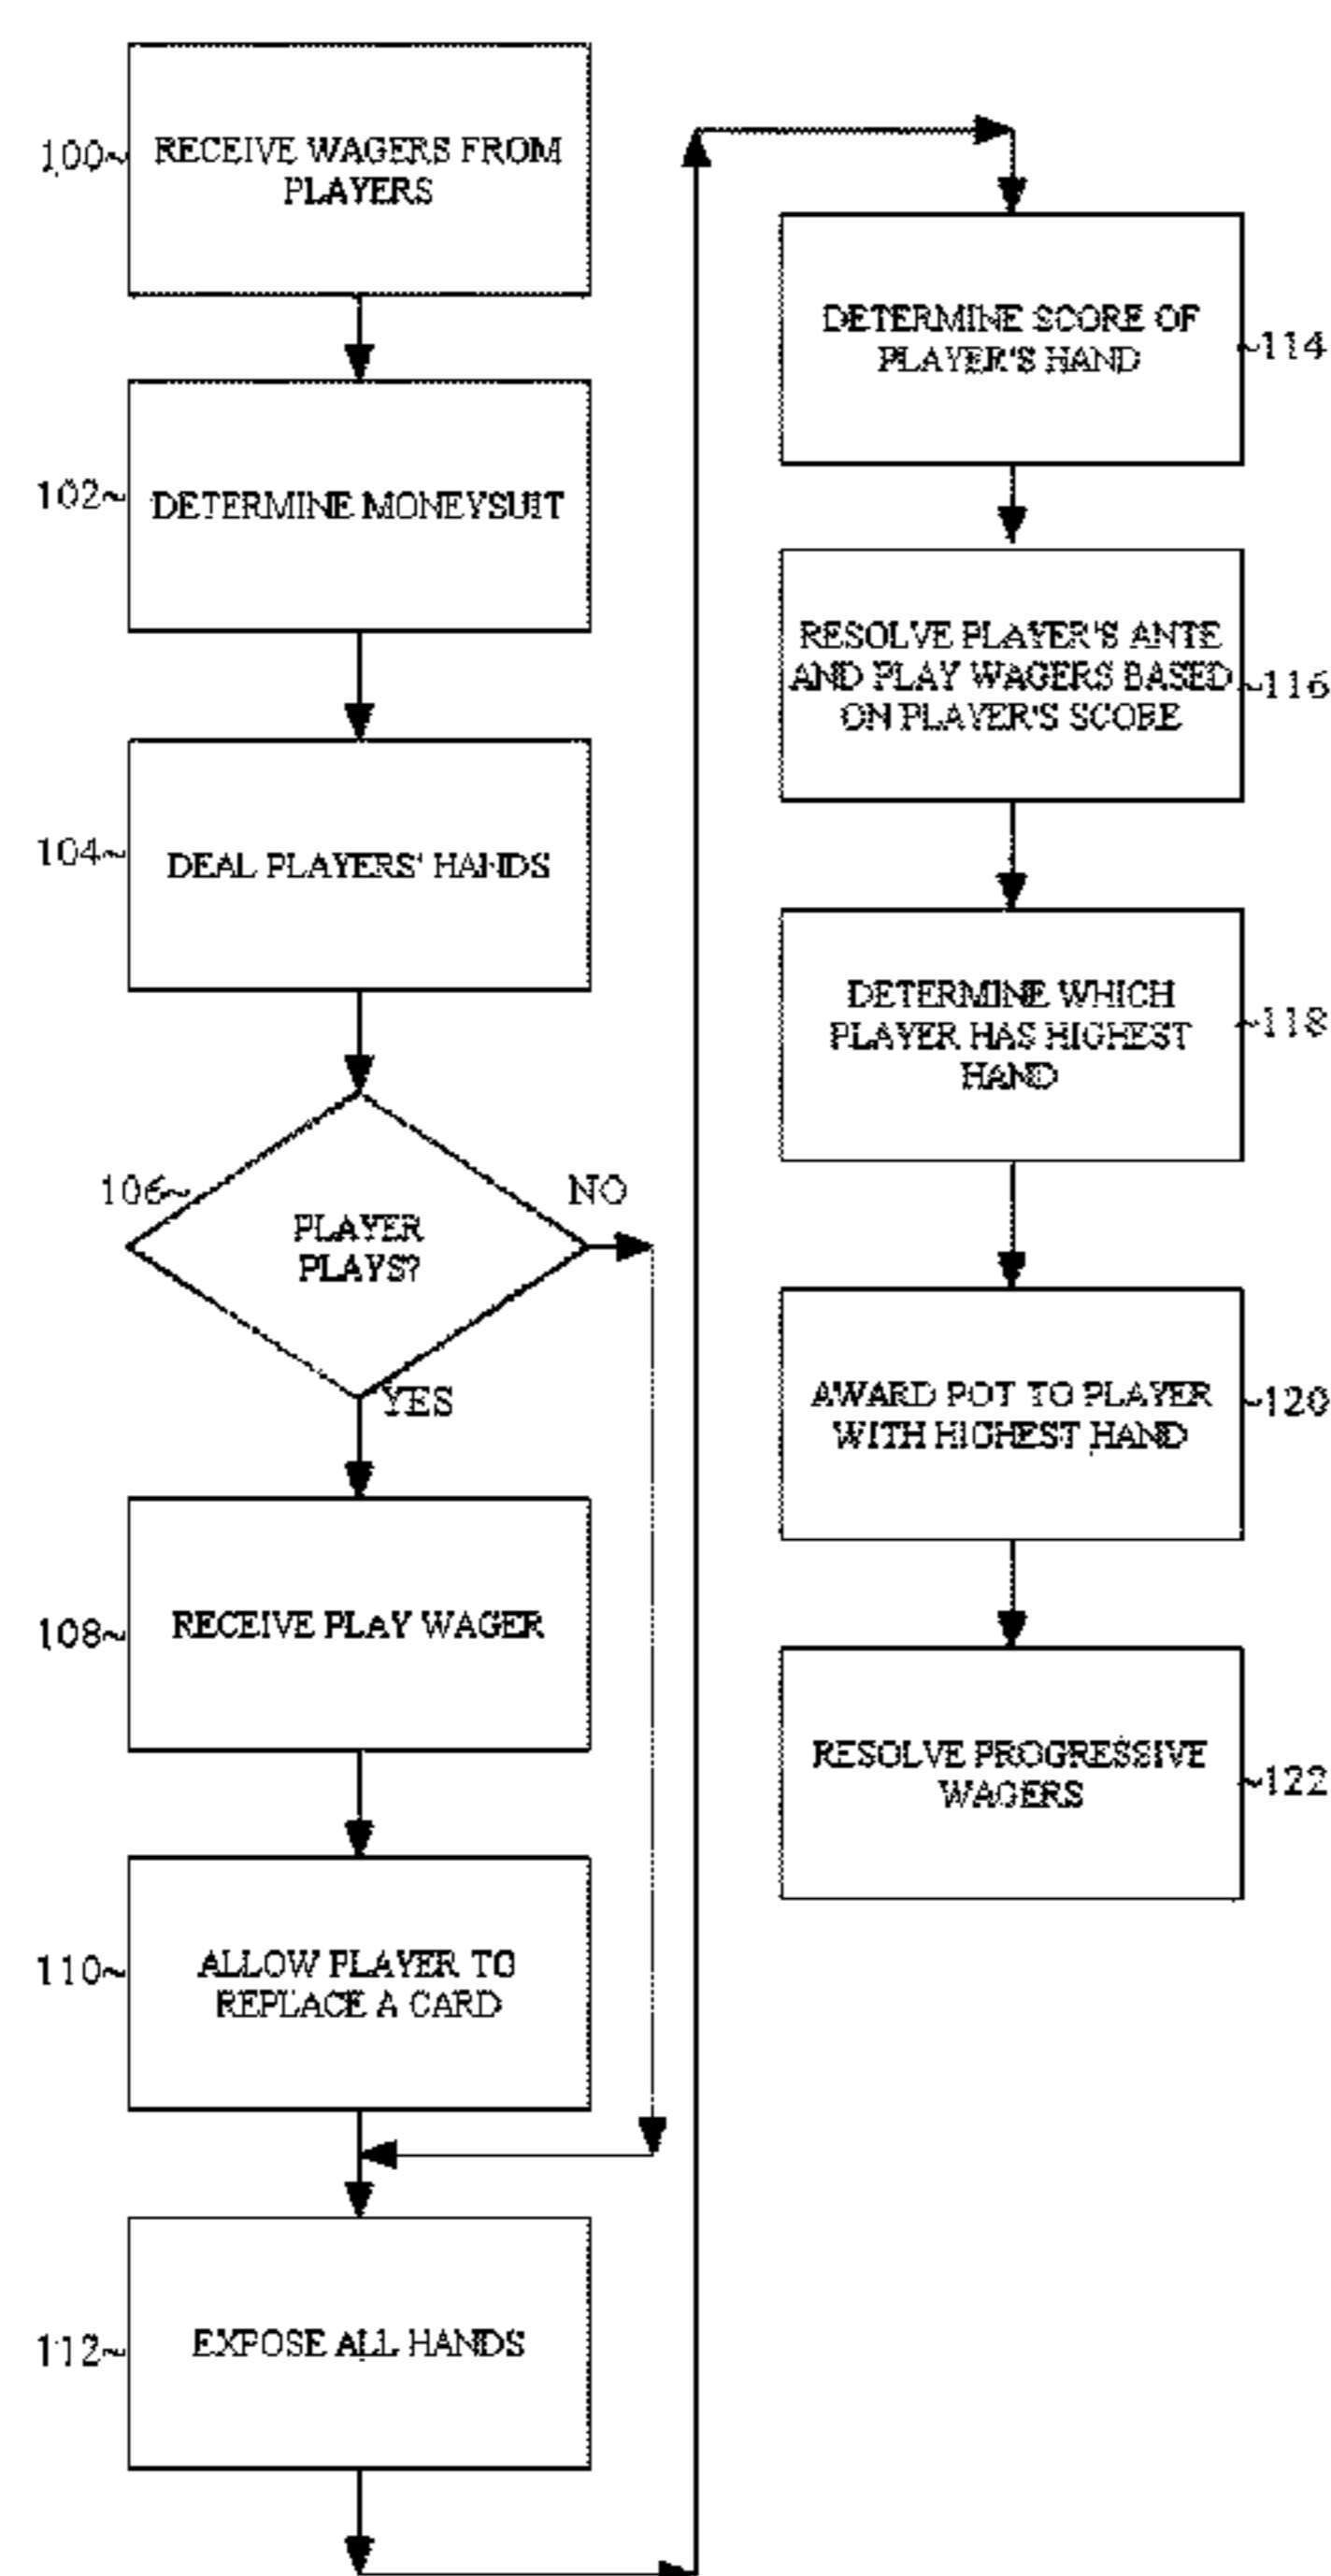 100~
RECEIVE WAGERS FROM
PLAYERS
102~
DETERMINE MONEYSUIT
104~
DEAL PLAYERS' HANDS
106~
PLAYER
PLAYS?
NO
YES
108~
RECEIVE PLAY WAGER
110~
ALLOW PLAYER TO
REPLACE A CARD
112~
EXPOSE ALL HANDS
DETERMINE SCORE OF
PLAYER'S HAND
~114
RESOLVE PLAYER'S ANTE
AND PLAY WAGERS BASED
ON PLAYER'S SCORE
~116
DETERMINE WHICH
PLAYER HAS HIGHEST
HAND
~118
AWARD POT TO PLAYER
WITH HIGHEST HAND
~120
RESOLVE PROGRESSIVE
WAGERS
~122